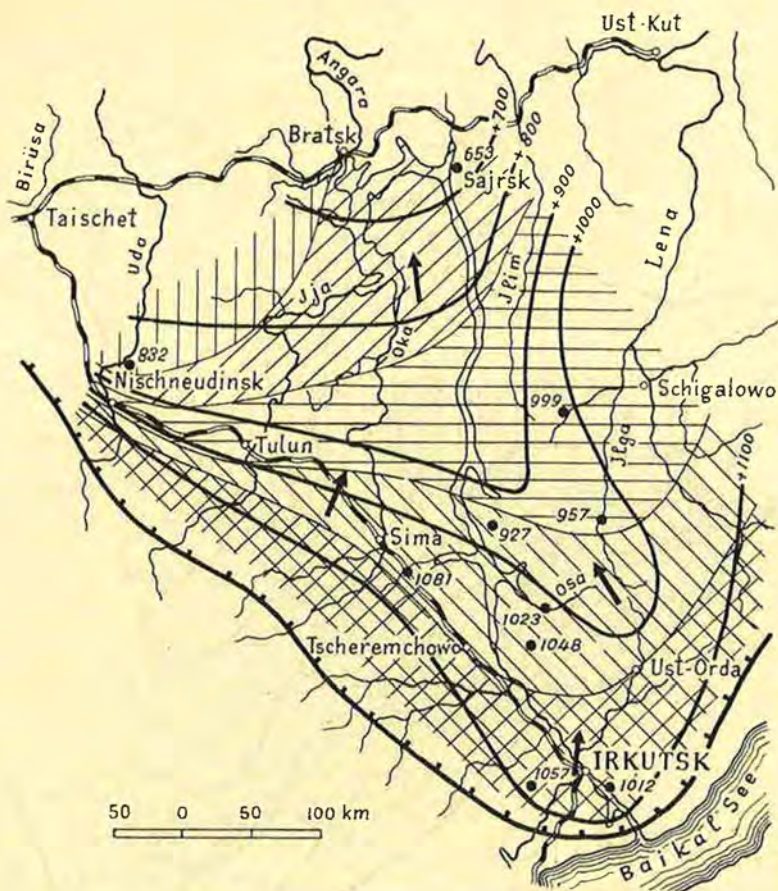 Ust-Kut
Angara
+700
+800
Bratsk
653
Sajrsk
+900
+1000
Birüsa
Taischet
Uda
Lena
Jlim
Jja
Oka
832
Nischneudinsk
999
Schigalowo
Tulun
Jlga
+1100
957
927
Sima
1081
Osa
1023
1048
Tscheremchowo
Ust-Orda
IRKUTSK
1057
1012
50 0 50 100 km
Baikal See